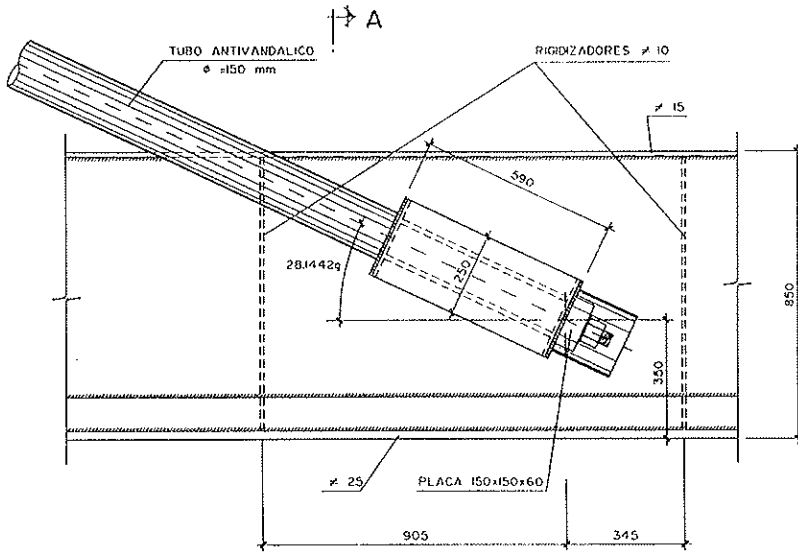 A
TUBO ANTIVANDALICO
ϕ =150 mm
RIGIDIZADORES ≠ 10
≠ 15
590
28.1442g
250
850
350
≠ 25
PLACA 150x150x60
905
345